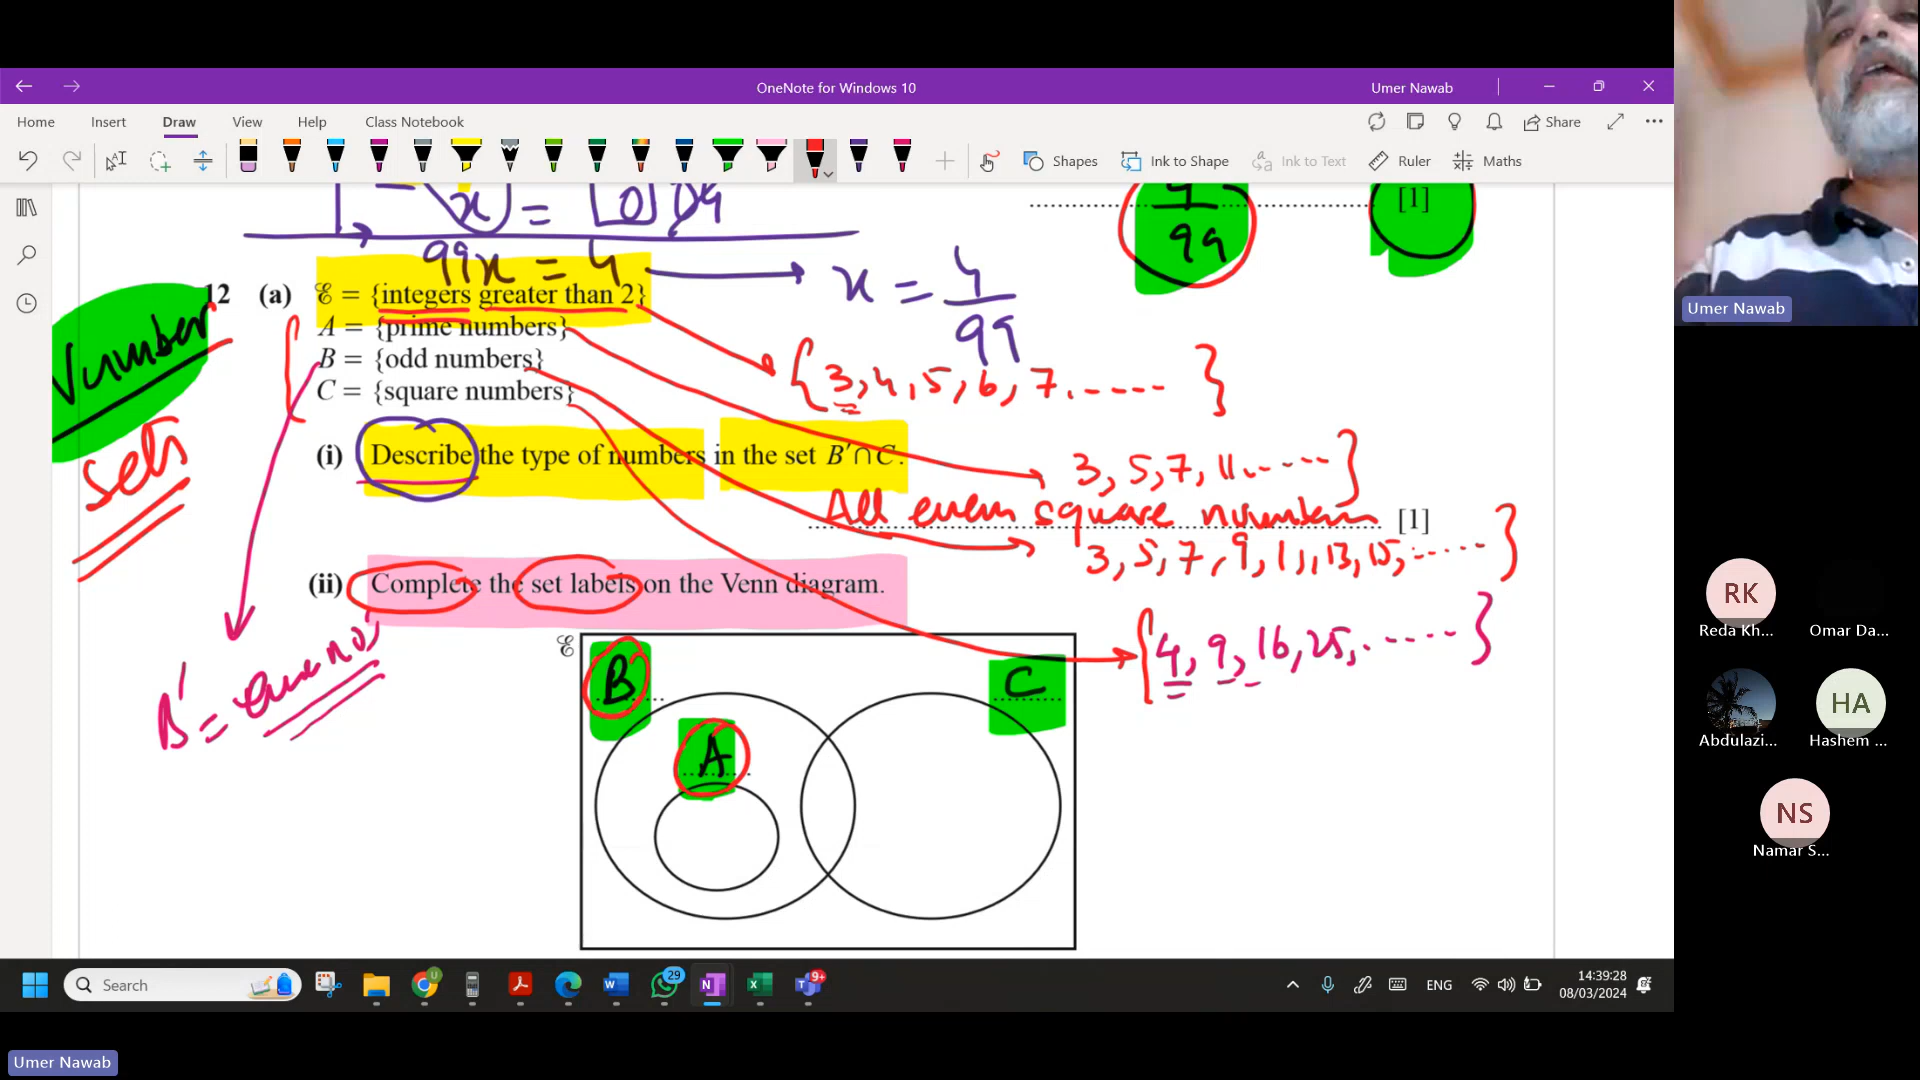 OneNote for Windows 10
Umer Nawab
Home Insert Draw View Help Class Notebook
Share
Shapes Ink to Shape Ink to Text Ruler Maths
x =
99x = 4
x = 4/99
4/99 [1]
Number
sets
12 (a) ℰ = {integers greater than 2}
A = {prime numbers}
B = {odd numbers}
C = {square numbers}
{3, 4, 5, 6, 7, ...... }
(i) Describe the type of numbers in the set B′∩C.
3, 5, 7, 11, ...... }
All even square numbers [1]
3, 5, 7, 9, 11, 13, 15, ...... }
(ii) Complete the set labels on the Venn diagram.
{4, 9, 16, 25, ...... }
B′ =
ℰ
B
C
A
Search
29
9+
ENG
14:39:28
08/03/2024
Umer Nawab
RK
Reda Kh...
Omar Da...
Abdulazi...
HA
Hashem ...
NS
Namar S...
Umer Nawab